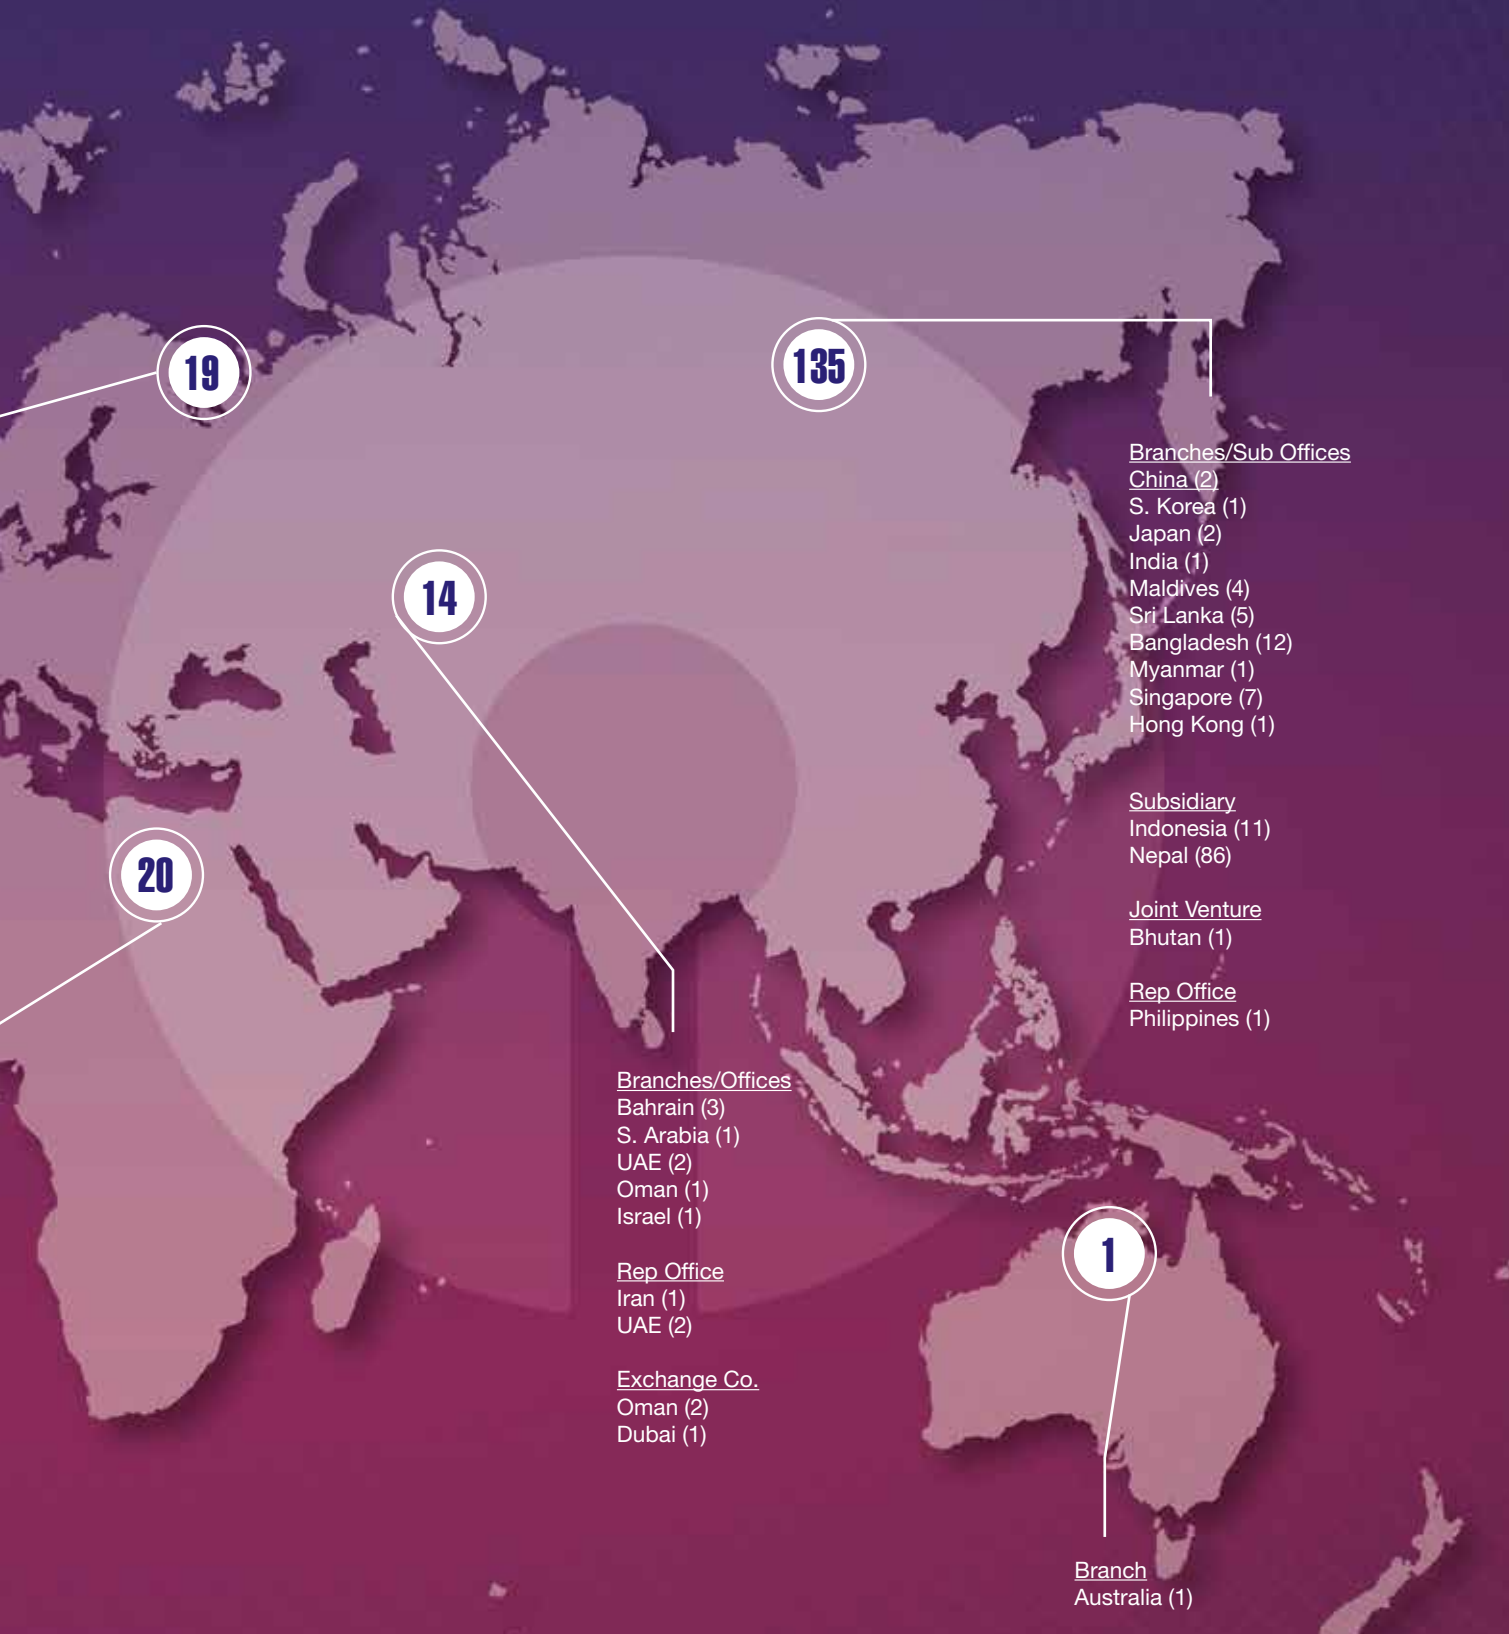 19
135
14
20
1
Branches/Sub Offices
China (2)
S. Korea (1)
Japan (2)
India (1)
Maldives (4)
Sri Lanka (5)
Bangladesh (12)
Myanmar (1)
Singapore (7)
Hong Kong (1)
Subsidiary
Indonesia (11)
Nepal (86)
Joint Venture
Bhutan (1)
Rep Office
Philippines (1)
Branches/Offices
Bahrain (3)
S. Arabia (1)
UAE (2)
Oman (1)
Israel (1)
Rep Office
Iran (1)
UAE (2)
Exchange Co.
Oman (2)
Dubai (1)
Branch
Australia (1)